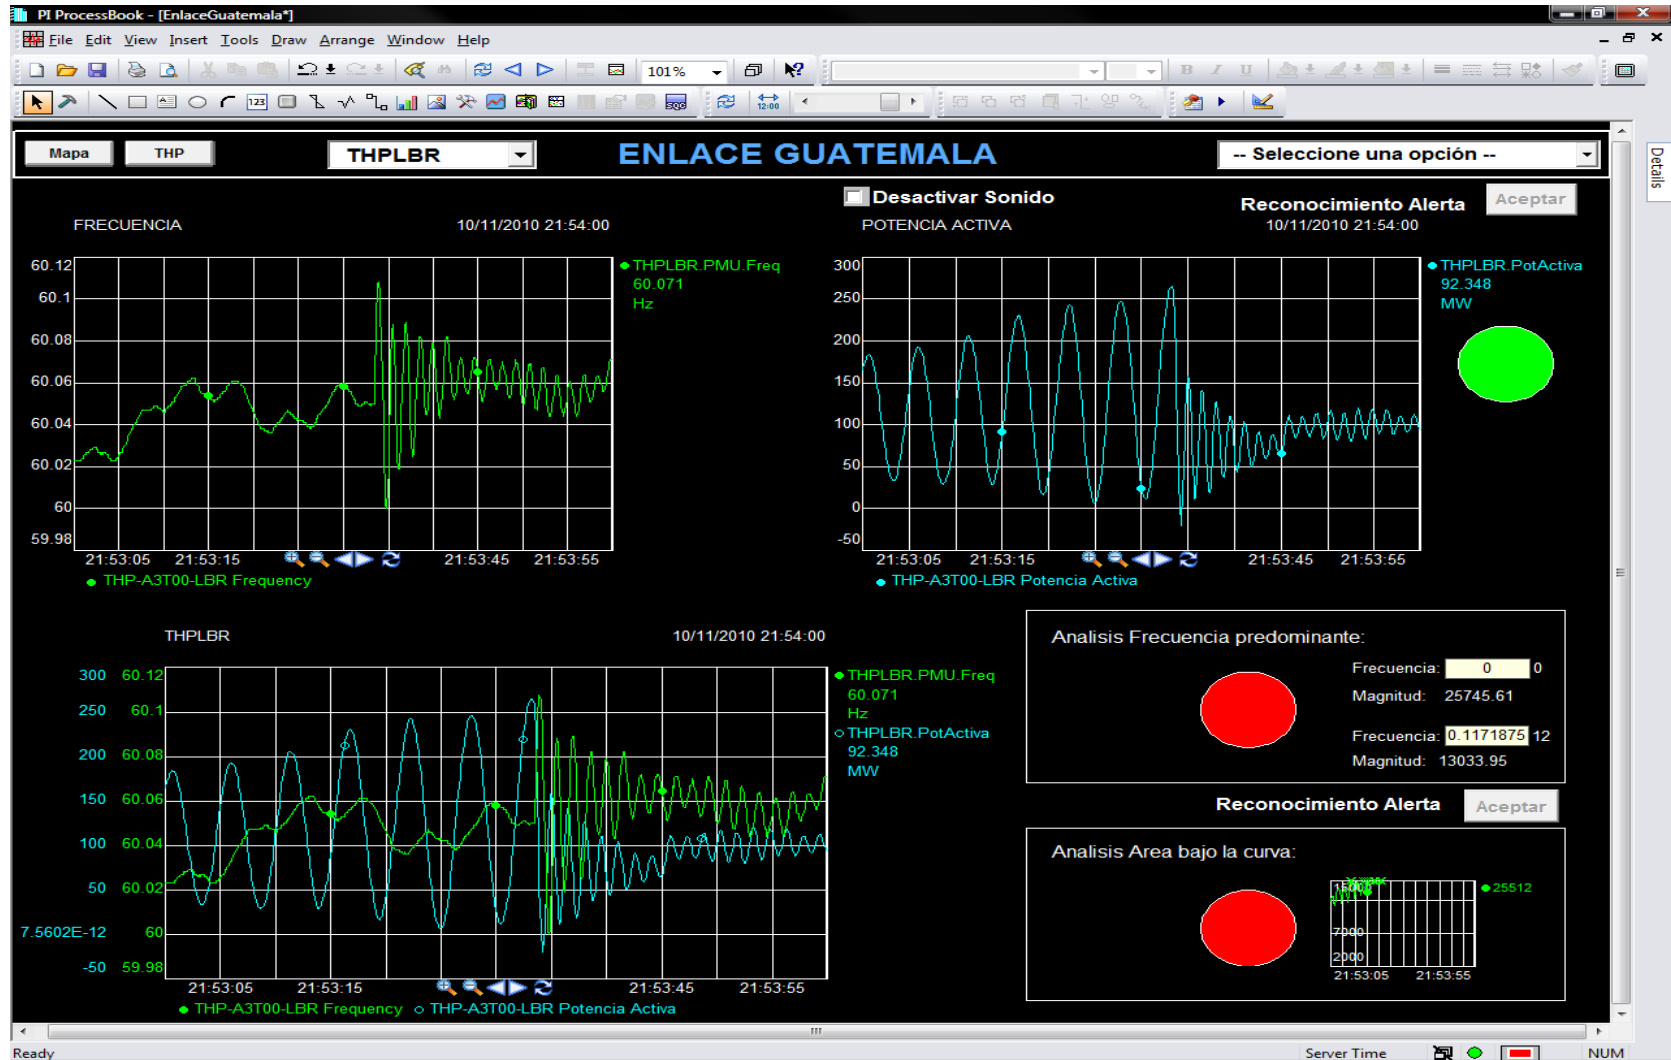 PI ProcessBook - [EnlaceGuatemala*]
File Edit View Insert Tools Draw Arrange Window Help
101%
B I U
123
SQC
12:00
Details
Mapa
THP
THPLBR
ENLACE GUATEMALA
-- Seleccione una opción --
Desactivar Sonido
Reconocimiento Alerta
Aceptar
FRECUENCIA
10/11/2010 21:54:00
60.12
60.1
60.08
60.06
60.04
60.02
60
59.98
THPLBR.PMU.Freq
60.071
Hz
21:53:05 21:53:15 21:53:45 21:53:55
THP-A3T00-LBR Frequency
POTENCIA ACTIVA
10/11/2010 21:54:00
300
250
200
150
100
50
0
-50
THPLBR.PotActiva
92.348
MW
21:53:05 21:53:15 21:53:45 21:53:55
THP-A3T00-LBR Potencia Activa
THPLBR
10/11/2010 21:54:00
300 60.12
250 60.1
200 60.08
150 60.06
100 60.04
50 60.02
7.5602E-12 60
-50 59.98
THPLBR.PMU.Freq
60.071
Hz
THPLBR.PotActiva
92.348
MW
21:53:05 21:53:15 21:53:45 21:53:55
THP-A3T00-LBR Frequency THP-A3T00-LBR Potencia Activa
Analisis Frecuencia predominante:
Frecuencia: 0 0
Magnitud: 25745.61
Frecuencia: 0.1171875 12
Magnitud: 13033.95
Reconocimiento Alerta
Aceptar
Analisis Area bajo la curva:
15000
7000
2000
25512
21:53:05 21:53:55
Ready
Server Time
NUM